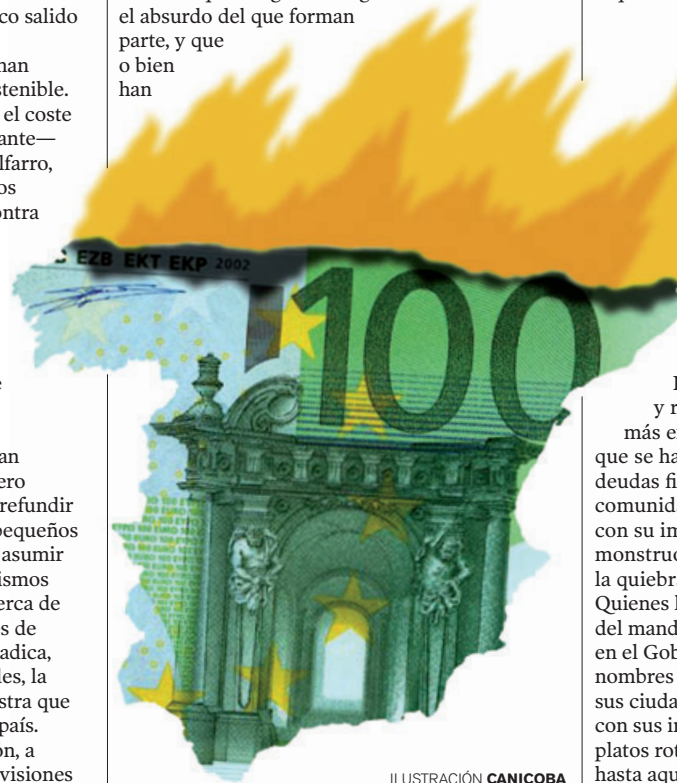 co salido
nan
stenible.
el coste
ante—
lfarro,
os
ontra
e
an
ero
refundir
pequeños
asumir
ismos
erca de
s de
adica,
les, la
stra que
país.
n, a
visiones
el absurdo del que forman
parte, y que
o bien
han
EZB EKT EKP 2002
100
y r
más e
que se ha
deudas fi
comunida
con su im
monstruo
la quiebr
Quienes l
del mand
en el Gob
nombres
sus ciuda
con sus in
platos rot
hasta aqu
ILUSTRACIÓN CANICOBA